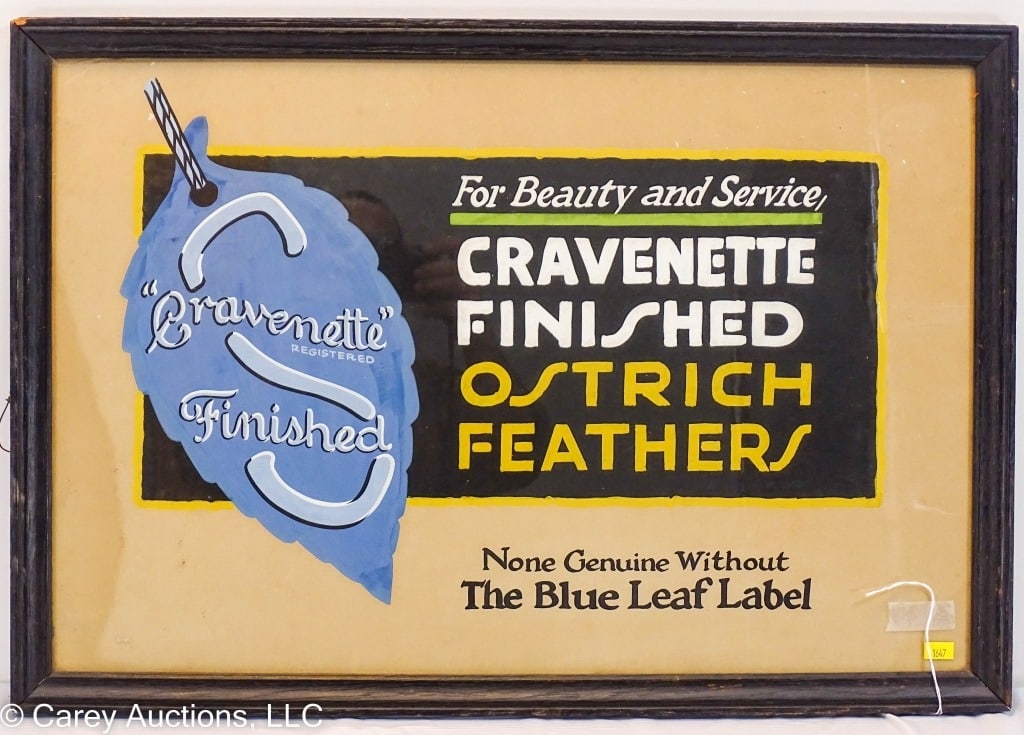 "Cravenette"
REGISTERED
Finished
S
For Beauty and Service,
CRAVENETTE
FINISHED
OSTRICH
FEATHERS
None Genuine Without
The Blue Leaf Label
1647
© Carey Auctions, LLC